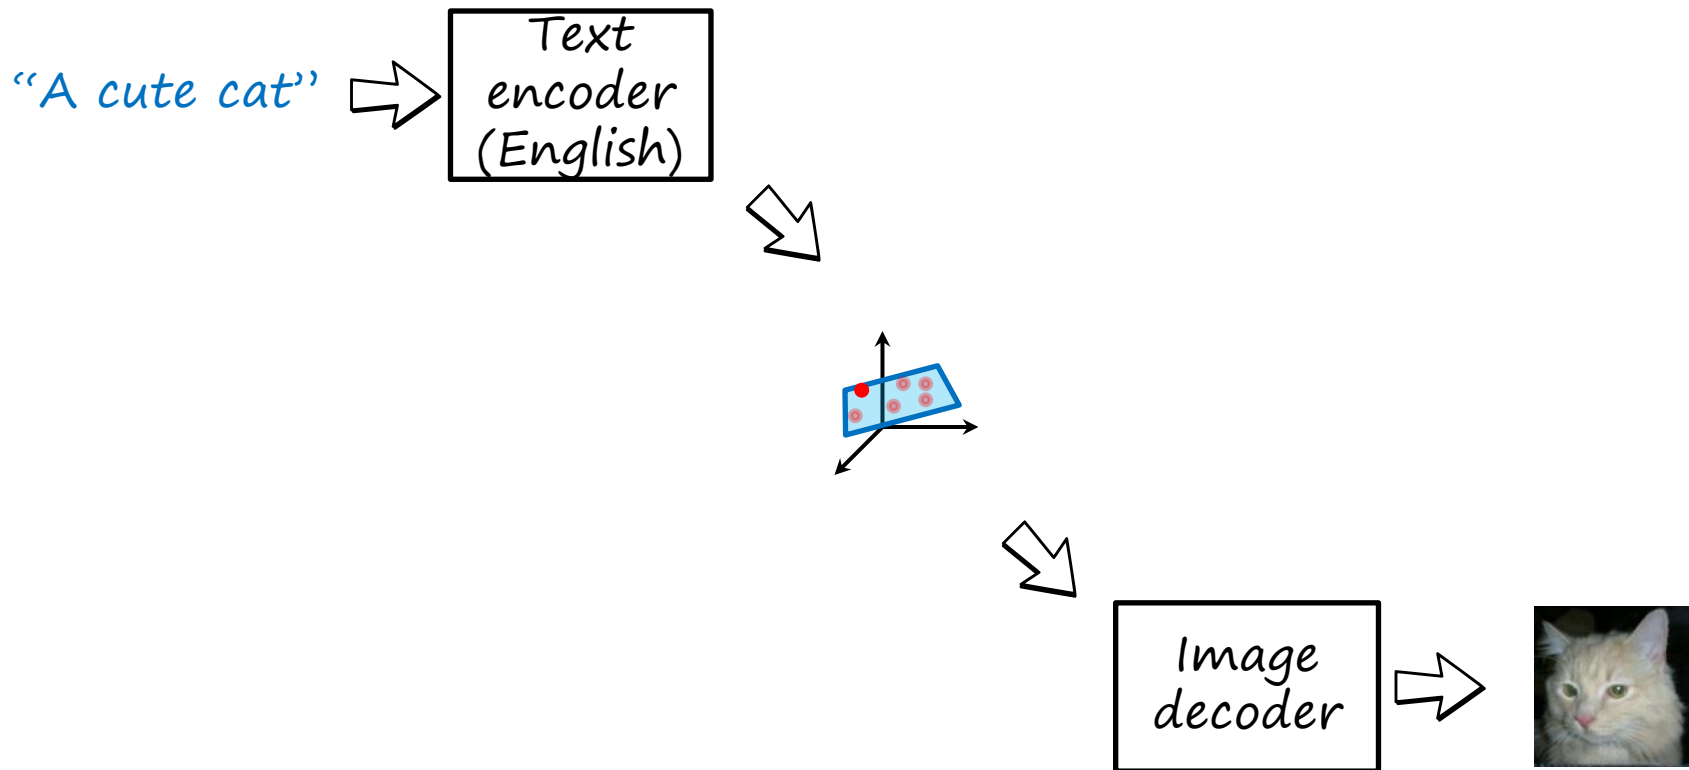 “A cute cat”
Text
encoder
(English)
Image
decoder